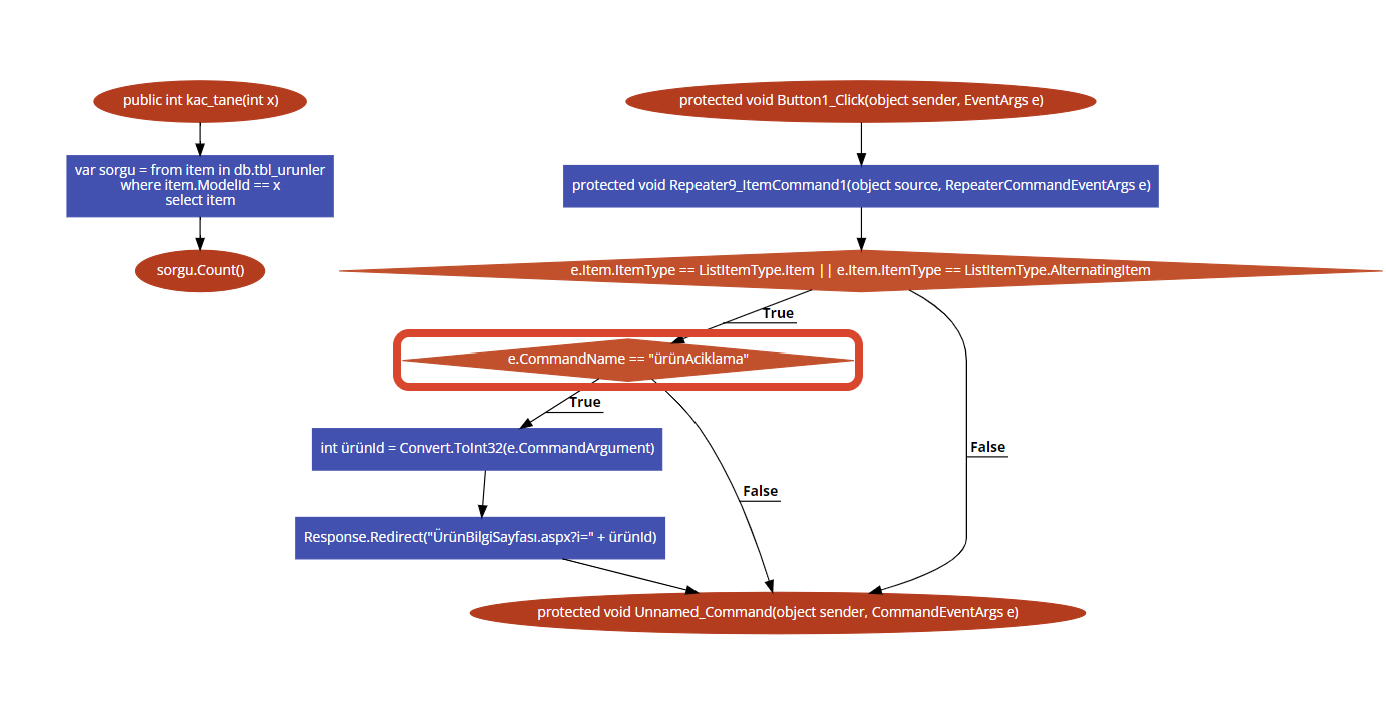 public int kac_tane(int x)
var sorgu = from item in db.tbl_urunler
where item.ModelId == x
select item
sorgu.Count()
protected void Button1_Click(object sender, EventArgs e)
protected void Repeater9_ItemCommand1(object source, RepeaterCommandEventArgs e)
e.Item.ItemType == ListItemType.Item || e.Item.ItemType == ListItemType.AlternatingItem
True
e.CommandName == "ürünAciklama"
True
int ürünId = Convert.ToInt32(e.CommandArgument)
False
False
Response.Redirect("ÜrünBilgiSayfası.aspx?i=" + ürünId)
protected void Unnamed_Command(object sender, CommandEventArgs e)